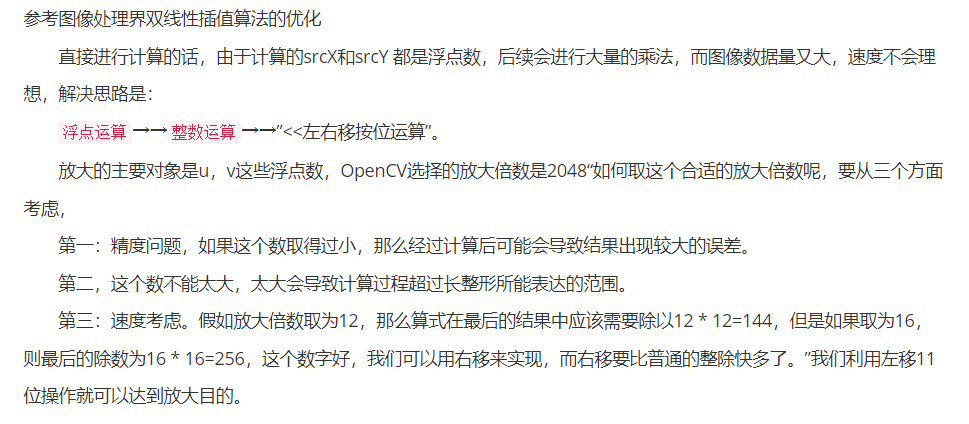 参考图像处理界双线性插值算法的优化
直接进行计算的话，由于计算的srcX和srcY 都是浮点数，后续会进行大量的乘法，而图像数据量又大，速度不会理
想，解决思路是：
浮点运算→→整数运算→→”<<左右移按位运算”。
放大的主要对象是u，v这些浮点数，OpenCV选择的放大倍数是2048“如何取这个合适的放大倍数呢，要从三个方面
考虑，
第一：精度问题，如果这个数取得过小，那么经过计算后可能会导致结果出现较大的误差。
第二，这个数不能太大，太大会导致计算过程超过长整形所能表达的范围。
第三：速度考虑。假如放大倍数取为12，那么算式在最后的结果中应该需要除以12 * 12=144，但是如果取为16，
则最后的除数为16 * 16=256，这个数字好，我们可以用右移来实现，而右移要比普通的整除快多了。”我们利用左移11
位操作就可以达到放大目的。